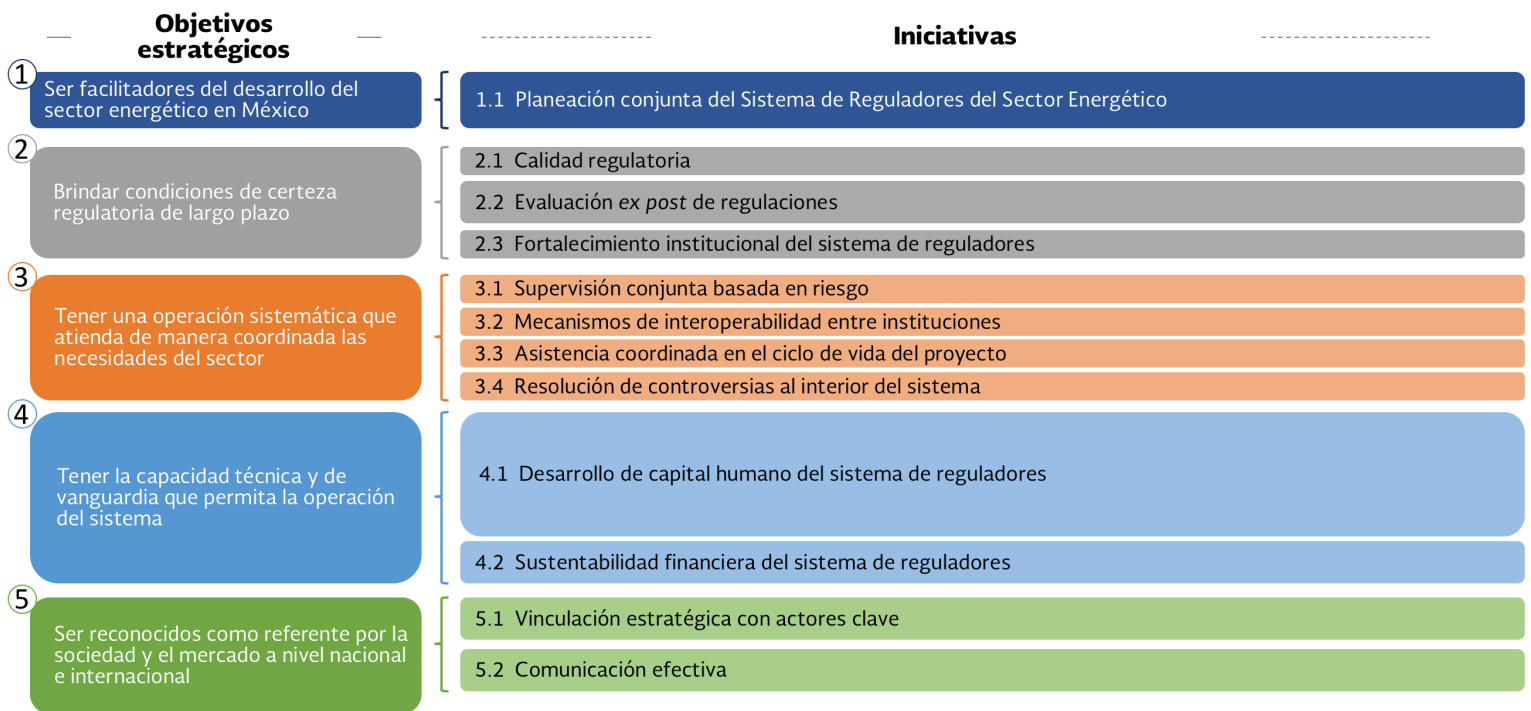 Objetivos
estratégicos
Iniciativas
1
Ser facilitadores del desarrollo del
sector energético en México
1.1 Planeación conjunta del Sistema de Reguladores del Sector Energético
2
Brindar condiciones de certeza
regulatoria de largo plazo
2.1 Calidad regulatoria
2.2 Evaluación ex post de regulaciones
2.3 Fortalecimiento institucional del sistema de reguladores
3
Tener una operación sistemática que
atienda de manera coordinada las
necesidades del sector
3.1 Supervisión conjunta basada en riesgo
3.2 Mecanismos de interoperabilidad entre instituciones
3.3 Asistencia coordinada en el ciclo de vida del proyecto
3.4 Resolución de controversias al interior del sistema
4
Tener la capacidad técnica y de
vanguardia que permita la operación
del sistema
4.1 Desarrollo de capital humano del sistema de reguladores
4.2 Sustentabilidad financiera del sistema de reguladores
5
Ser reconocidos como referente por la
sociedad y el mercado a nivel nacional
e internacional
5.1 Vinculación estratégica con actores clave
5.2 Comunicación efectiva